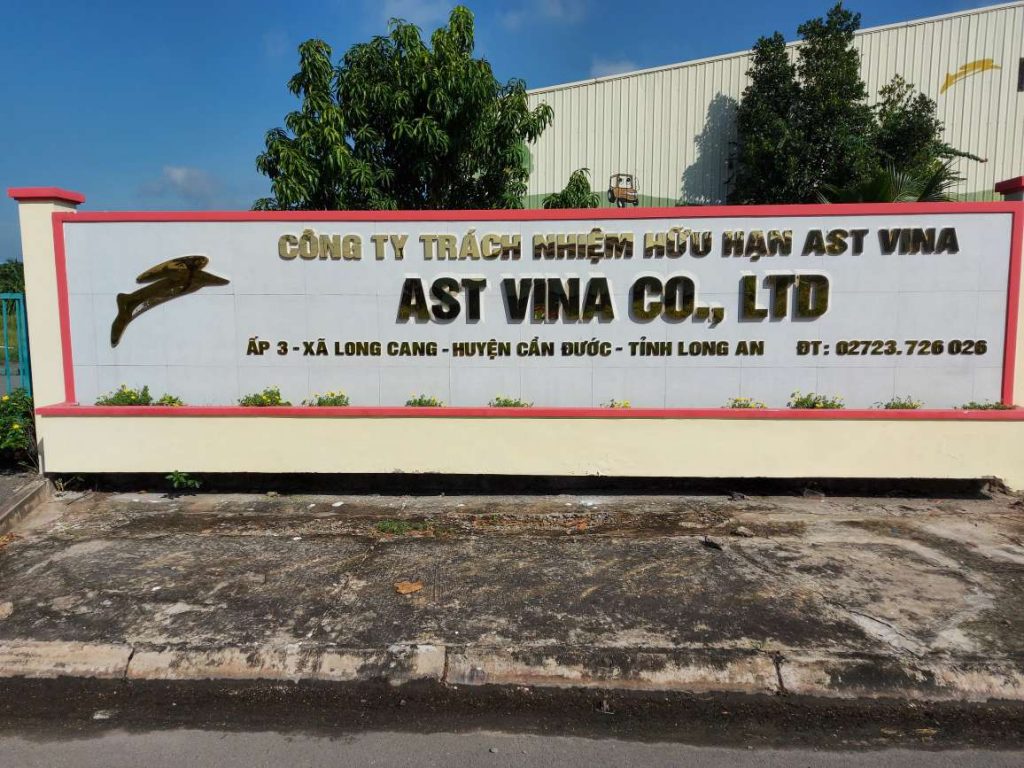 CÔNG TY TRÁCH NHIỆM HỮU HẠN AST VINA
AST VINA CO., LTD
ẤP 3 - XÃ LONG CANG - HUYỆN CẦN ĐƯỚC - TỈNH LONG AN ĐT: 02723.726 026